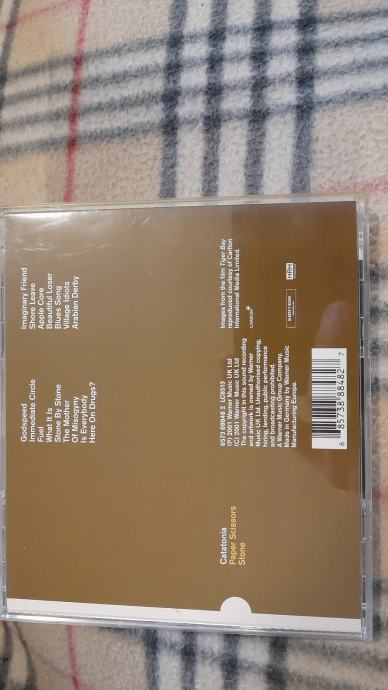 Godspeed
Immediate Circle
Fuel
What It Is
Stone By Stone
The Mother
Of Misogyny
Is Everybody
Here On Drugs?
Imaginary Friend
Shore Leave
Apple Core
Beautiful Loser
Blues Song
Village Idiots
Arabian Derby
Catatonia
Paper Scissors
Stone
8573 88848 2 LC6513
(P) 2001 Warner Music UK Ltd
(C) 2001 Warner Music UK Ltd
The copyright in this sound recording
and artwork is owned by Warner
Music UK Ltd. Unauthorised copying,
hiring, lending, public performance
and broadcasting prohibited.
A Warner Music Group Company.
Made in Germany by Warner Music
Manufacturing Europe.
Images from the film Tiger Bay
reproduced courtesy of Carlton
International Media Limited.
CARLTON
6 85738 88482 7